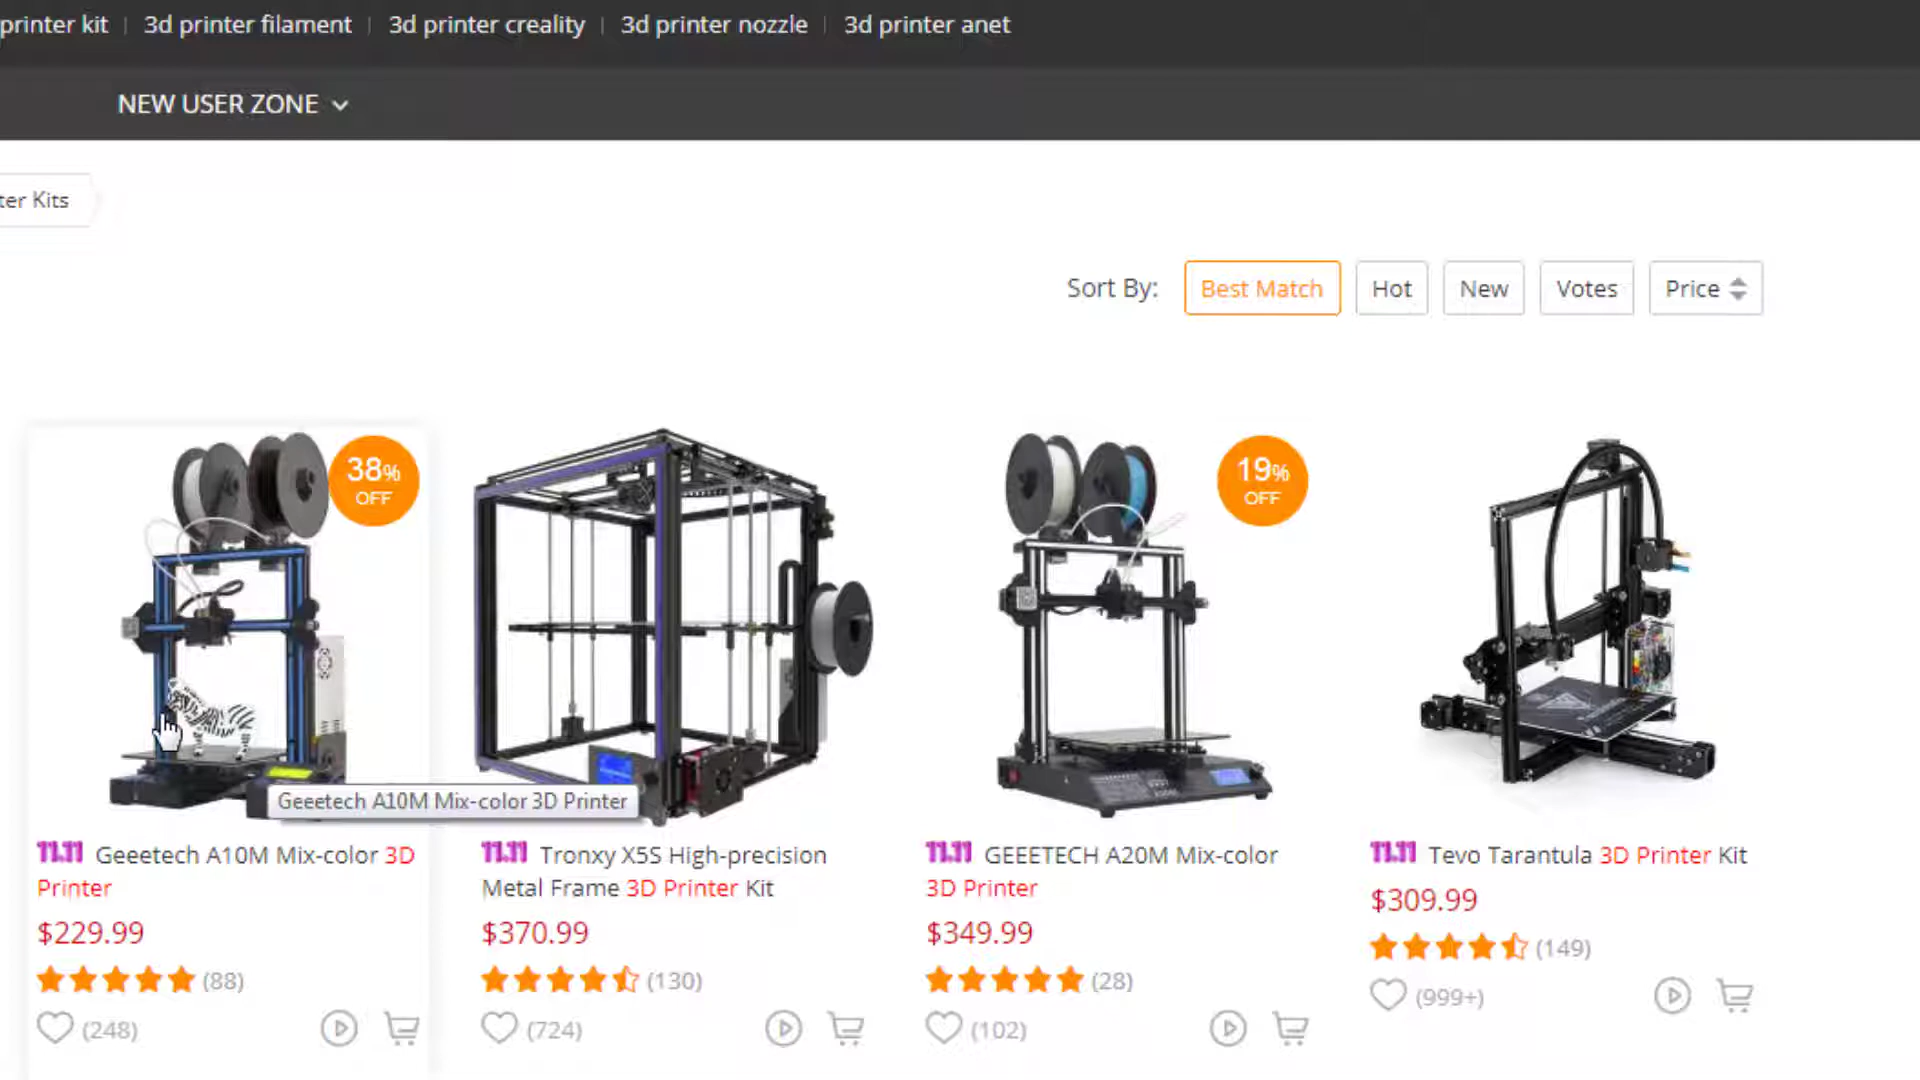 printer kit | 3d printer filament | 3d printer creality | 3d printer nozzle | 3d printer anet
NEW USER ZONE
ter Kits
Sort By: Best Match Hot New Votes Price
38% OFF
19% OFF
Geeetech A10M Mix-color 3D Printer
11.11 Geeetech A10M Mix-color 3D
Printer
$229.99
(88)
(248)
11.11 Tronxy X5S High-precision
Metal Frame 3D Printer Kit
$370.99
(130)
(724)
11.11 GEEETECH A20M Mix-color
3D Printer
$349.99
(28)
(102)
11.11 Tevo Tarantula 3D Printer Kit
$309.99
(149)
(999+)